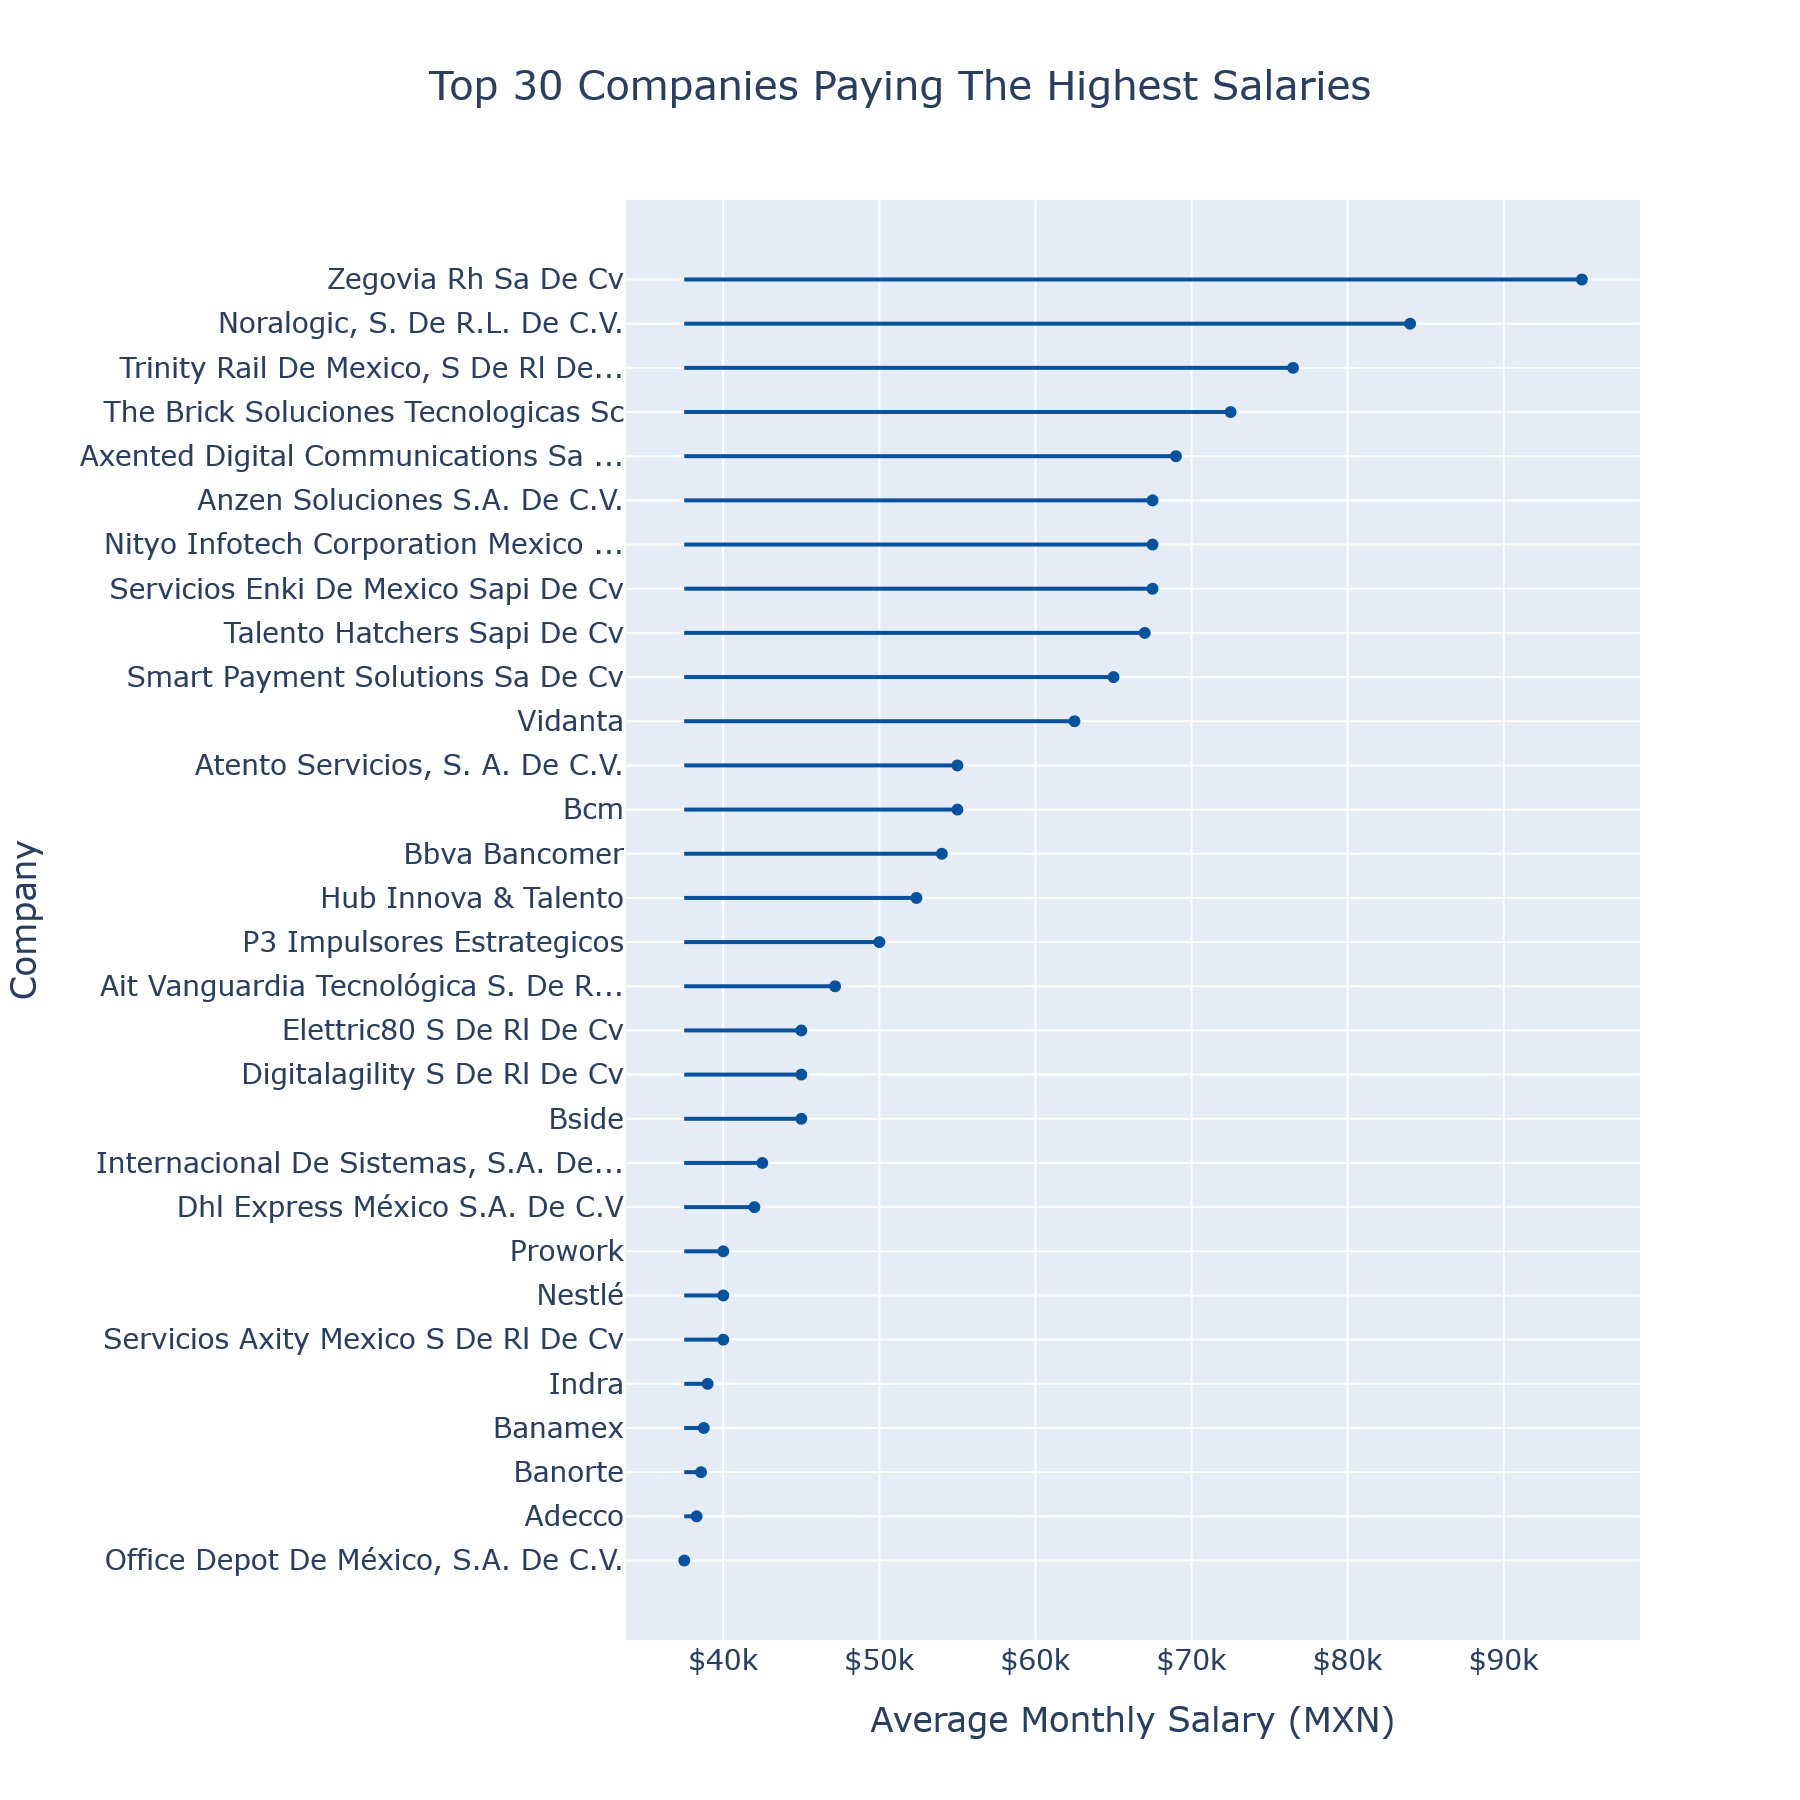 Top 30 Companies Paying The Highest Salaries
Zegovia Rh Sa De Cv
Noralogic, S. De R.L. De C.V.
Trinity Rail De Mexico, S De Rl De...
The Brick Soluciones Tecnologicas Sc
Axented Digital Communications Sa ...
Anzen Soluciones S.A. De C.V.
Nityo Infotech Corporation Mexico ...
Servicios Enki De Mexico Sapi De Cv
Talento Hatchers Sapi De Cv
Smart Payment Solutions Sa De Cv
Vidanta
Atento Servicios, S. A. De C.V.
Bcm
Bbva Bancomer
Hub Innova & Talento
P3 Impulsores Estrategicos
Ait Vanguardia Tecnológica S. De R...
Elettric80 S De Rl De Cv
Digitalagility S De Rl De Cv
Bside
Internacional De Sistemas, S.A. De...
Dhl Express México S.A. De C.V
Prowork
Nestlé
Servicios Axity Mexico S De Rl De Cv
Indra
Banamex
Banorte
Adecco
Office Depot De México, S.A. De C.V.
Company
$40k $50k $60k $70k $80k $90k
Average Monthly Salary (MXN)